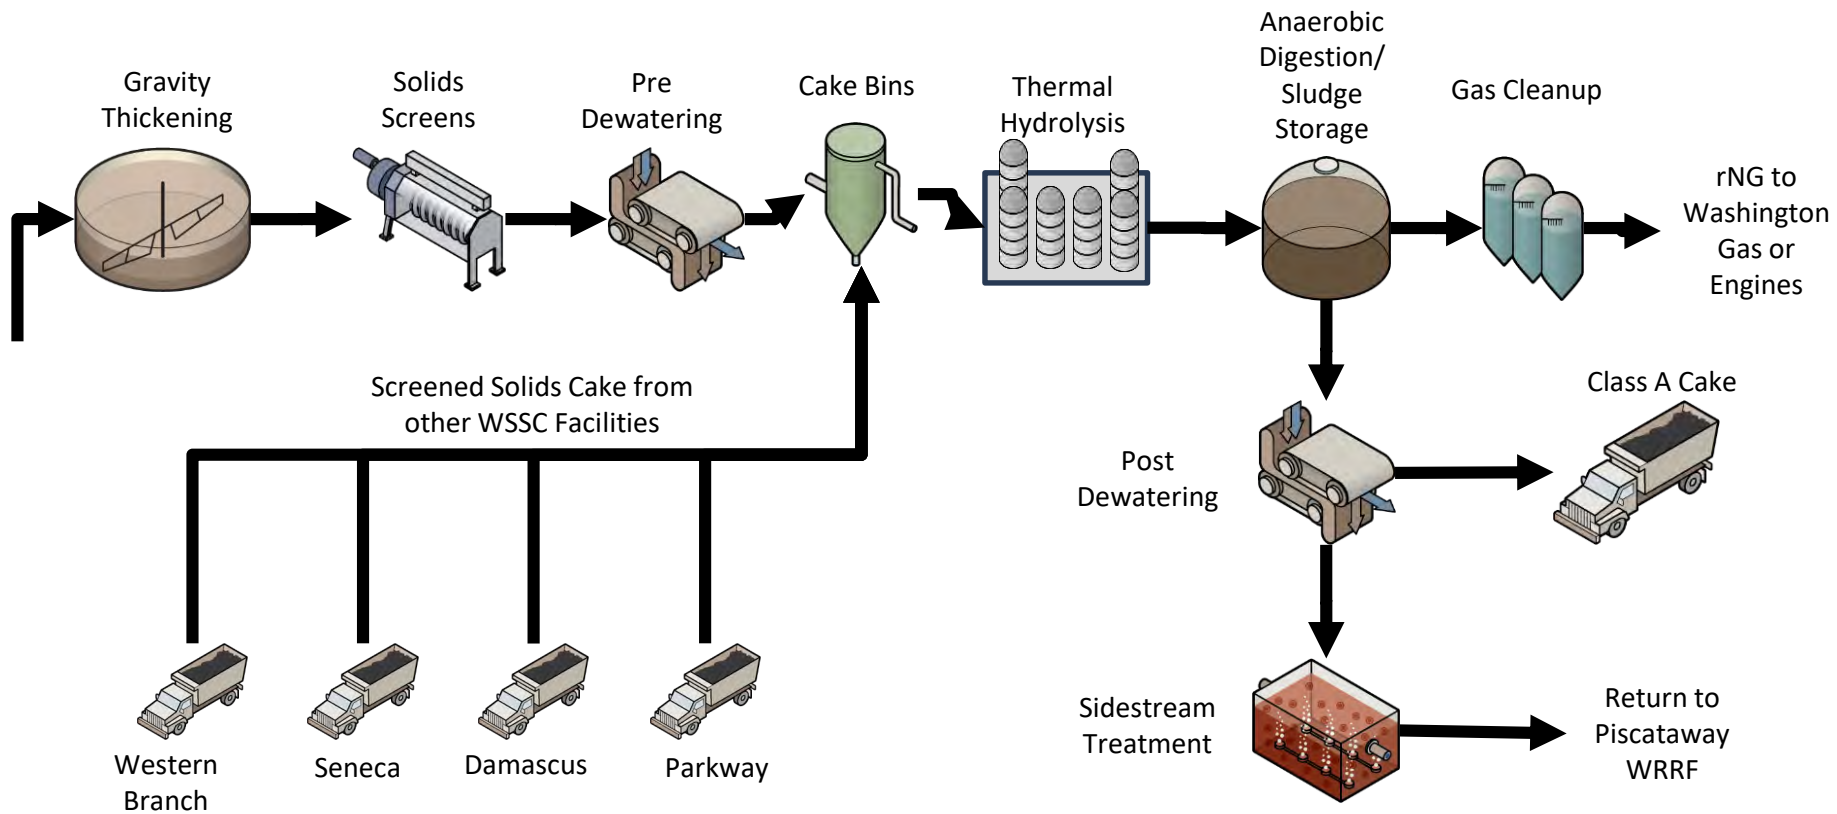 Gravity
Thickening
Solids
Screens
Pre
Dewatering
Cake Bins
Thermal
Hydrolysis
Anaerobic
Digestion/
Sludge
Storage
Gas Cleanup
rNG to
Washington
Gas or
Engines
Screened Solids Cake from
other WSSC Facilities
Class A Cake
Post
Dewatering
Western
Branch
Seneca
Damascus
Parkway
Sidestream
Treatment
Return to
Piscataway
WRRF